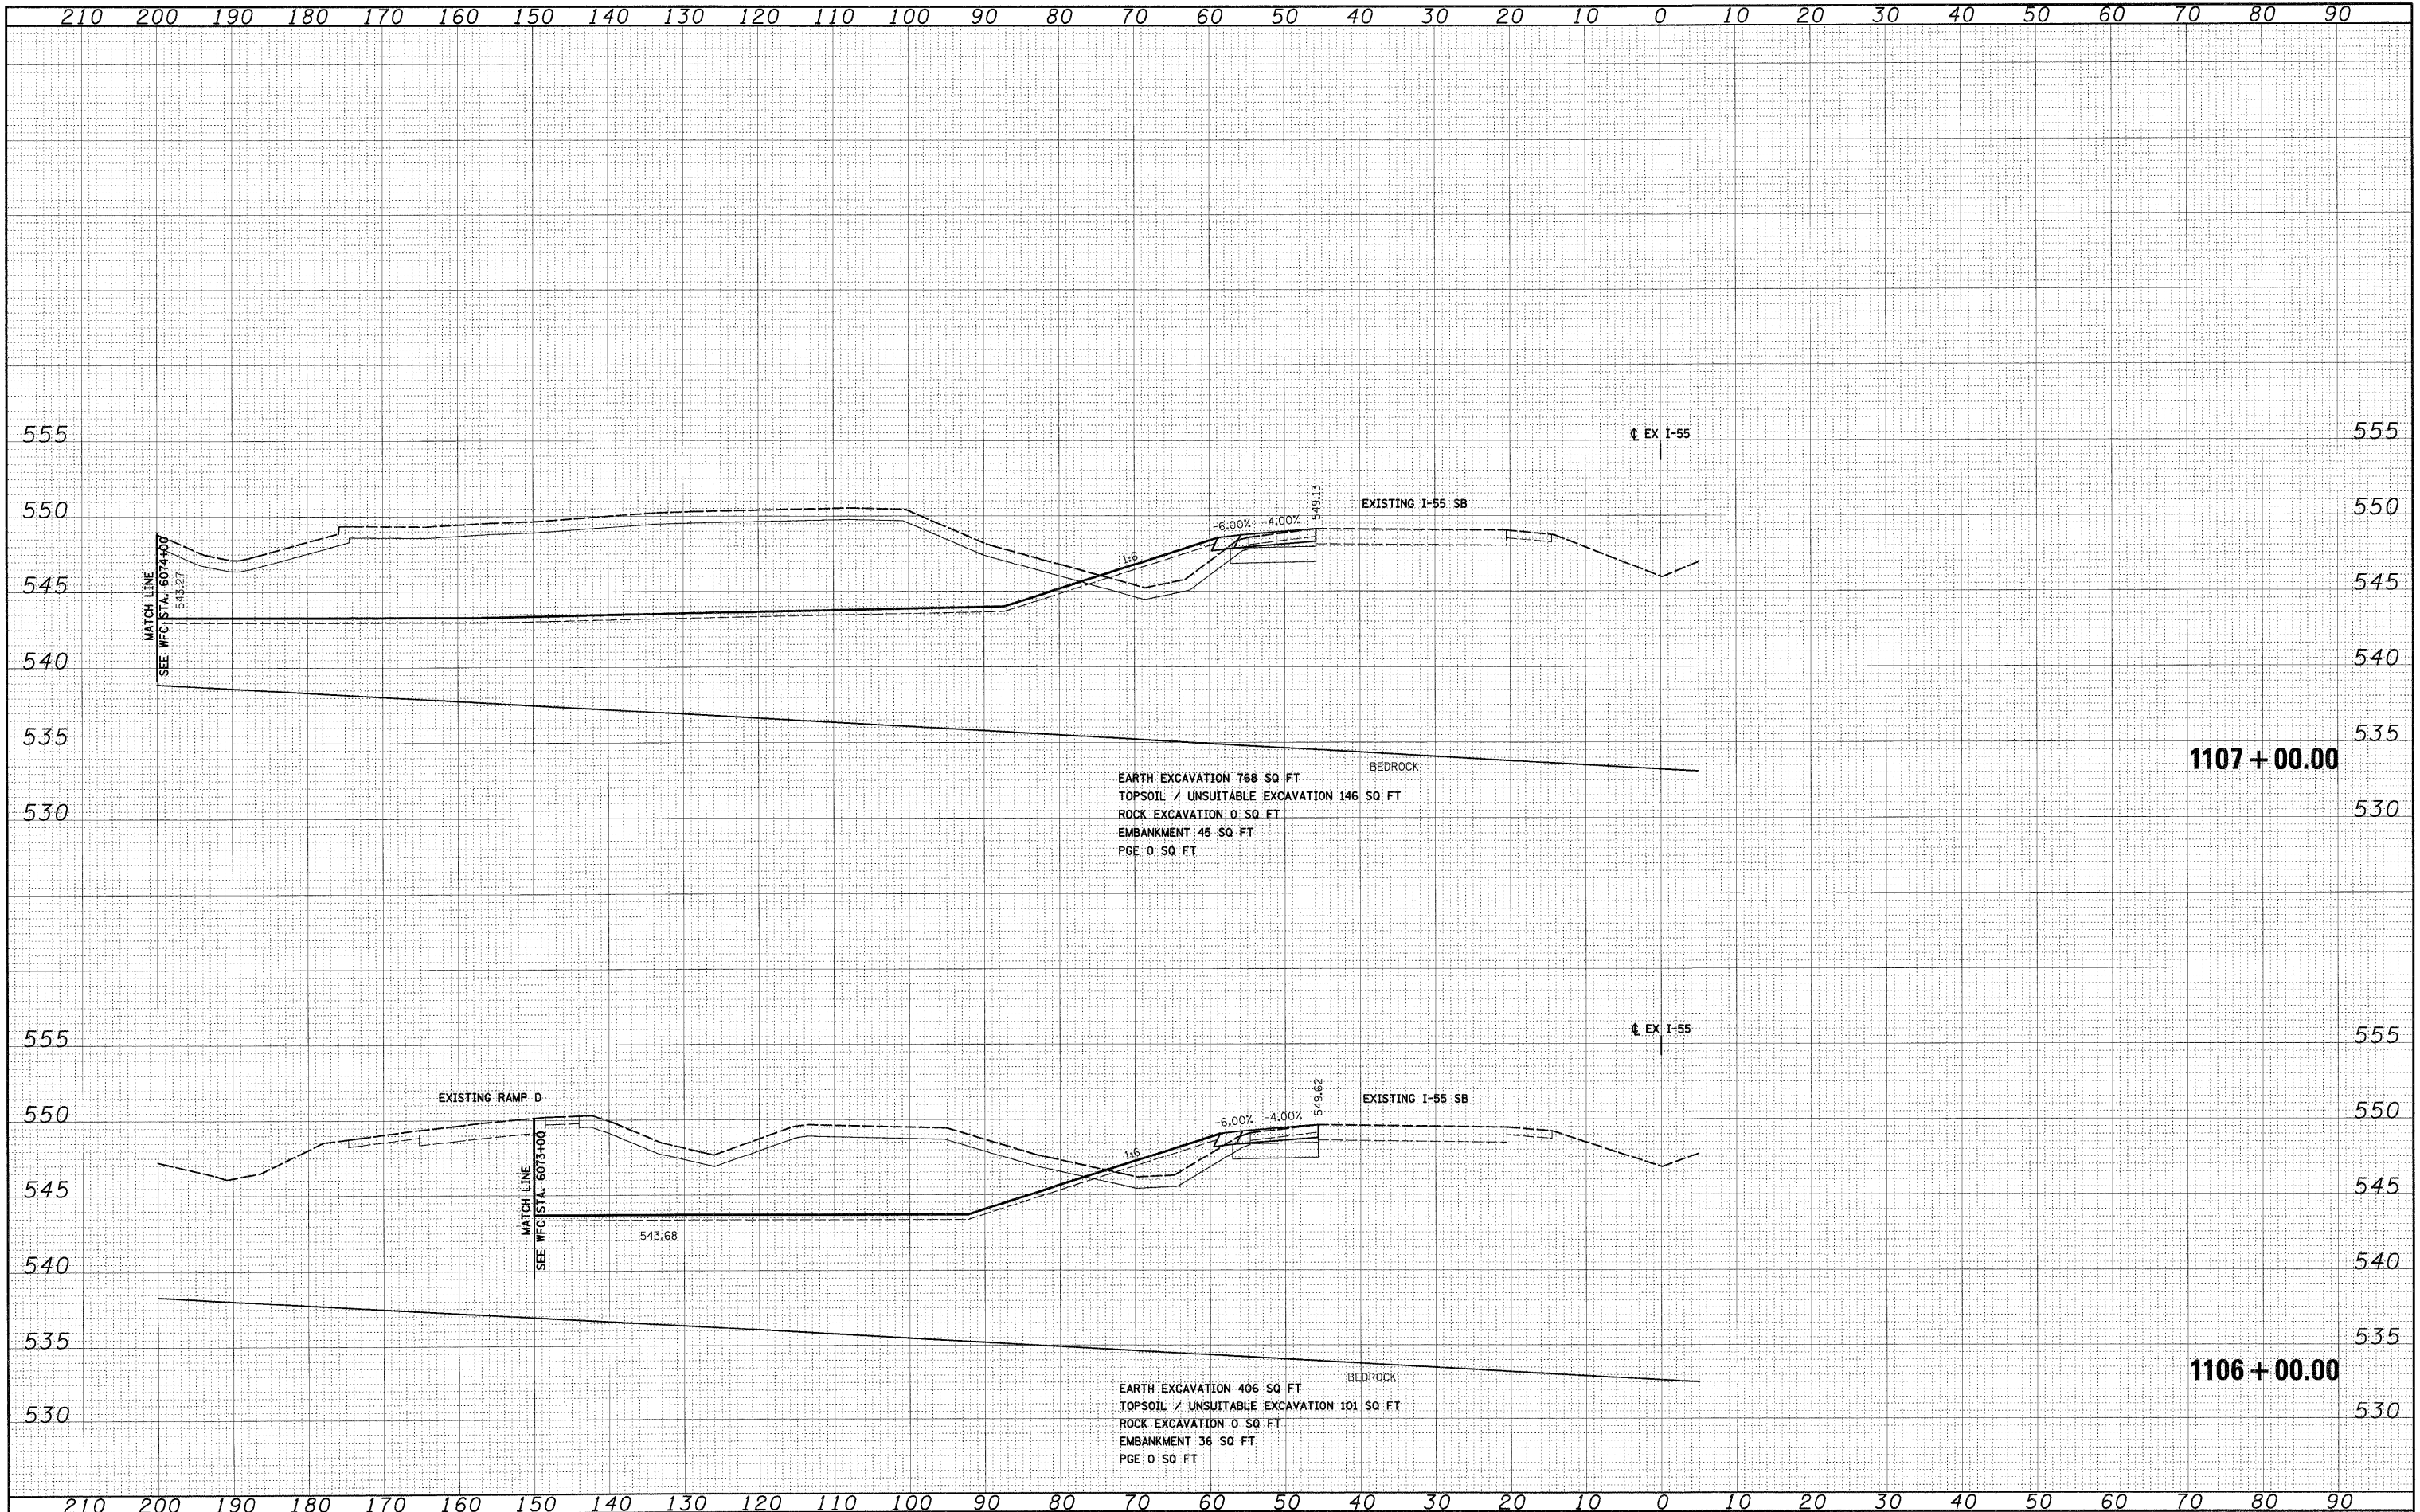 210 200 190 180 170 160 150 140 130 120 110 100 90 80 70 60 50 40 30 20 10 0 10 20 30 40 50 60 70 80 90
555 555
₵ EX I-55
550 550
549.13
EXISTING I-55 SB
-6.00% -4.00%
1:6
MATCH LINE
SEE WFC STA. 6074+00
543.27
545 545
540 540
535 535
BEDROCK
1107+00.00
EARTH EXCAVATION 768 SQ FT
TOPSOIL / UNSUITABLE EXCAVATION 146 SQ FT
ROCK EXCAVATION 0 SQ FT
EMBANKMENT 45 SQ FT
PGE 0 SQ FT
530 530
₵ EX I-55
555 555
EXISTING RAMP D
549.62
EXISTING I-55 SB
550 550
-6.00% -4.00%
1:6
MATCH LINE
SEE WFC STA. 6073+00
545 545
543.68
540 540
535 535
BEDROCK
1106+00.00
EARTH EXCAVATION 406 SQ FT
TOPSOIL / UNSUITABLE EXCAVATION 101 SQ FT
ROCK EXCAVATION 0 SQ FT
EMBANKMENT 36 SQ FT
PGE 0 SQ FT
530 530
210 200 190 180 170 160 150 140 130 120 110 100 90 80 70 60 50 40 30 20 10 0 10 20 30 40 50 60 70 80 90